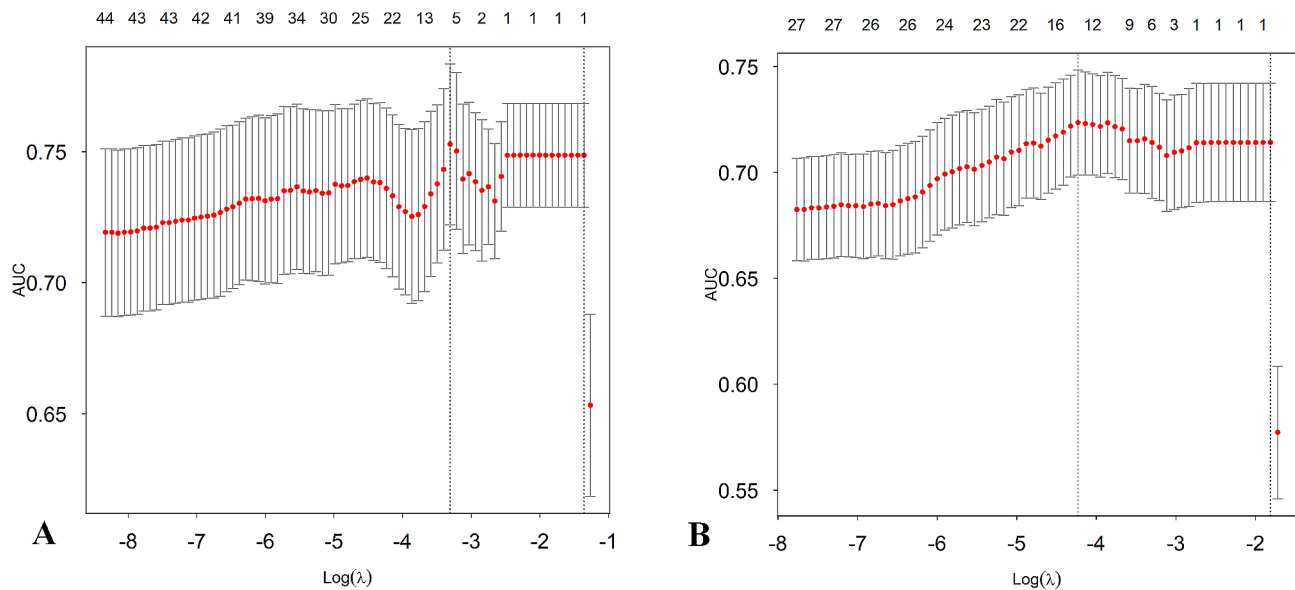 44 43 43 42 41 39 34 30 25 22 13 5 2 1 1 1
AUC
0.75
0.70
0.65
-8 -7 -6 -5 -4 -3 -2 -1
Log(λ)
A
27 27 26 26 24 23 22 16 12 9 6 3 1 1 1 1
AUC
0.75
0.70
0.65
0.60
0.55
-8 -7 -6 -5 -4 -3 -2
Log(λ)
B